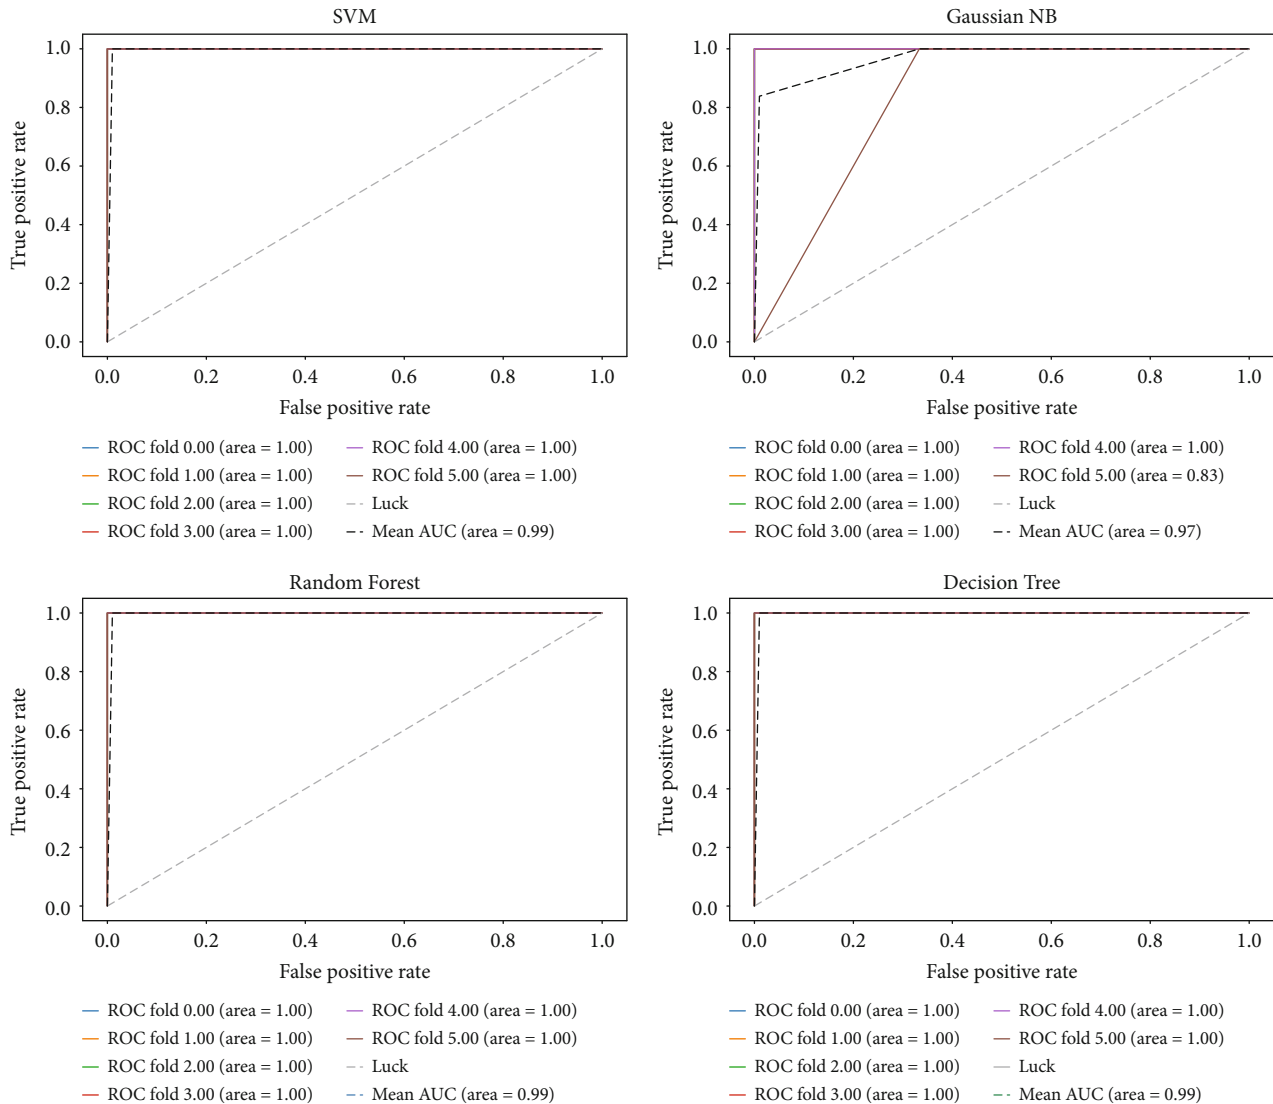 SVM
1.0
0.8
0.6
0.4
0.2
0.0
True positive rate
0.0 0.2 0.4 0.6 0.8 1.0
False positive rate
ROC fold 0.00 (area = 1.00)
ROC fold 1.00 (area = 1.00)
ROC fold 2.00 (area = 1.00)
ROC fold 3.00 (area = 1.00)
ROC fold 4.00 (area = 1.00)
ROC fold 5.00 (area = 1.00)
Luck
Mean AUC (area = 0.99)
Gaussian NB
1.0
0.8
0.6
0.4
0.2
0.0
True positive rate
0.0 0.2 0.4 0.6 0.8 1.0
False positive rate
ROC fold 0.00 (area = 1.00)
ROC fold 1.00 (area = 1.00)
ROC fold 2.00 (area = 1.00)
ROC fold 3.00 (area = 1.00)
ROC fold 4.00 (area = 1.00)
ROC fold 5.00 (area = 0.83)
Luck
Mean AUC (area = 0.97)
Random Forest
1.0
0.8
0.6
0.4
0.2
0.0
True positive rate
0.0 0.2 0.4 0.6 0.8 1.0
False positive rate
ROC fold 0.00 (area = 1.00)
ROC fold 1.00 (area = 1.00)
ROC fold 2.00 (area = 1.00)
ROC fold 3.00 (area = 1.00)
ROC fold 4.00 (area = 1.00)
ROC fold 5.00 (area = 1.00)
Luck
Mean AUC (area = 0.99)
Decision Tree
1.0
0.8
0.6
0.4
0.2
0.0
True positive rate
0.0 0.2 0.4 0.6 0.8 1.0
False positive rate
ROC fold 0.00 (area = 1.00)
ROC fold 1.00 (area = 1.00)
ROC fold 2.00 (area = 1.00)
ROC fold 3.00 (area = 1.00)
ROC fold 4.00 (area = 1.00)
ROC fold 5.00 (area = 1.00)
Luck
Mean AUC (area = 0.99)